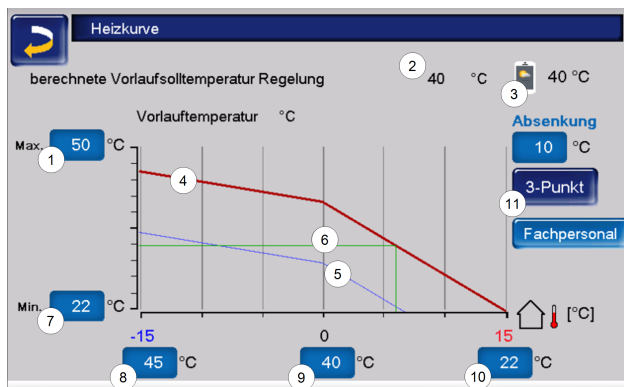 Heizkurve
berechnete Vorlaufsolltemperatur Regelung 2 40 °C 3 40 °C
Vorlauftemperatur °C
Absenkung
10 °C
Max. 50 °C
1
4
3-Punkt
11
6
Fachpersonal
5
Min. 22 °C
7
[°C]
-15 0 15
45 °C 40 °C 22 °C
8 9 10